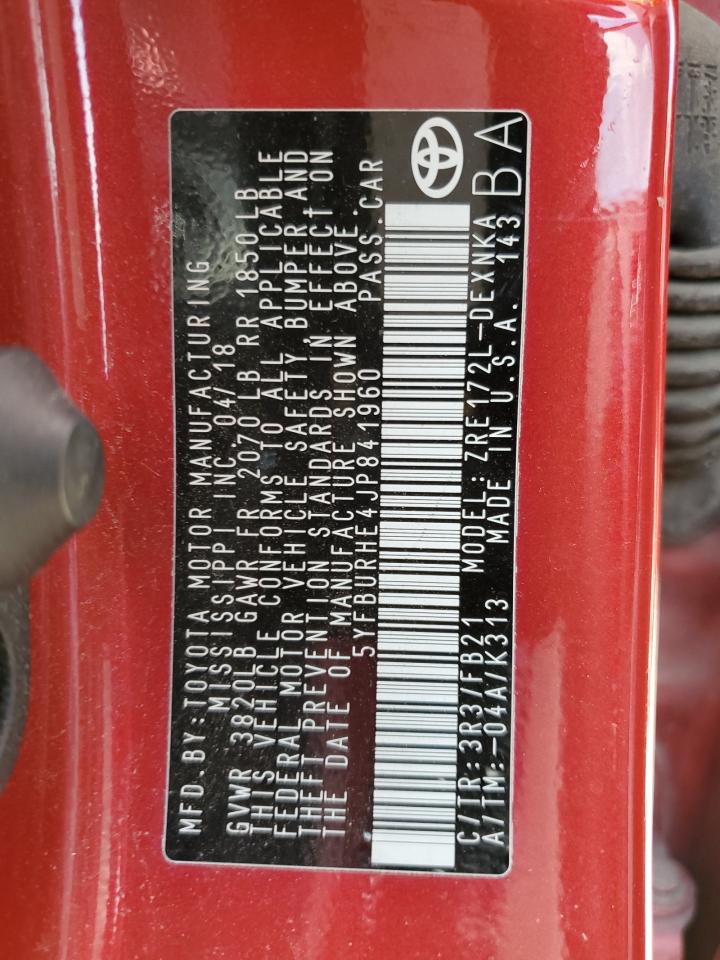 MFD.BY:TOYOTA MOTOR MANUFACTURING
MISSISSIPPI INC. 04/18
GVWR 3820LB GAWR FR 2070 LB RR 1850LB
THIS VEHICLE CONFORMS TO ALL APPLICABLE
FEDERAL MOTOR VEHICLE SAFETY, BUMPER AND
THEFT PREVENTION STANDARDS IN EFFECT ON
THE DATE OF MANUFACTURE SHOWN ABOVE.
5YFBURHE4JP841960 PASS.CAR
C/TR:3R3/FB21 MODEL:ZRE172L-DEXNKA
A/TM:-04A/K313 MADE IN U.S.A. 143
BA